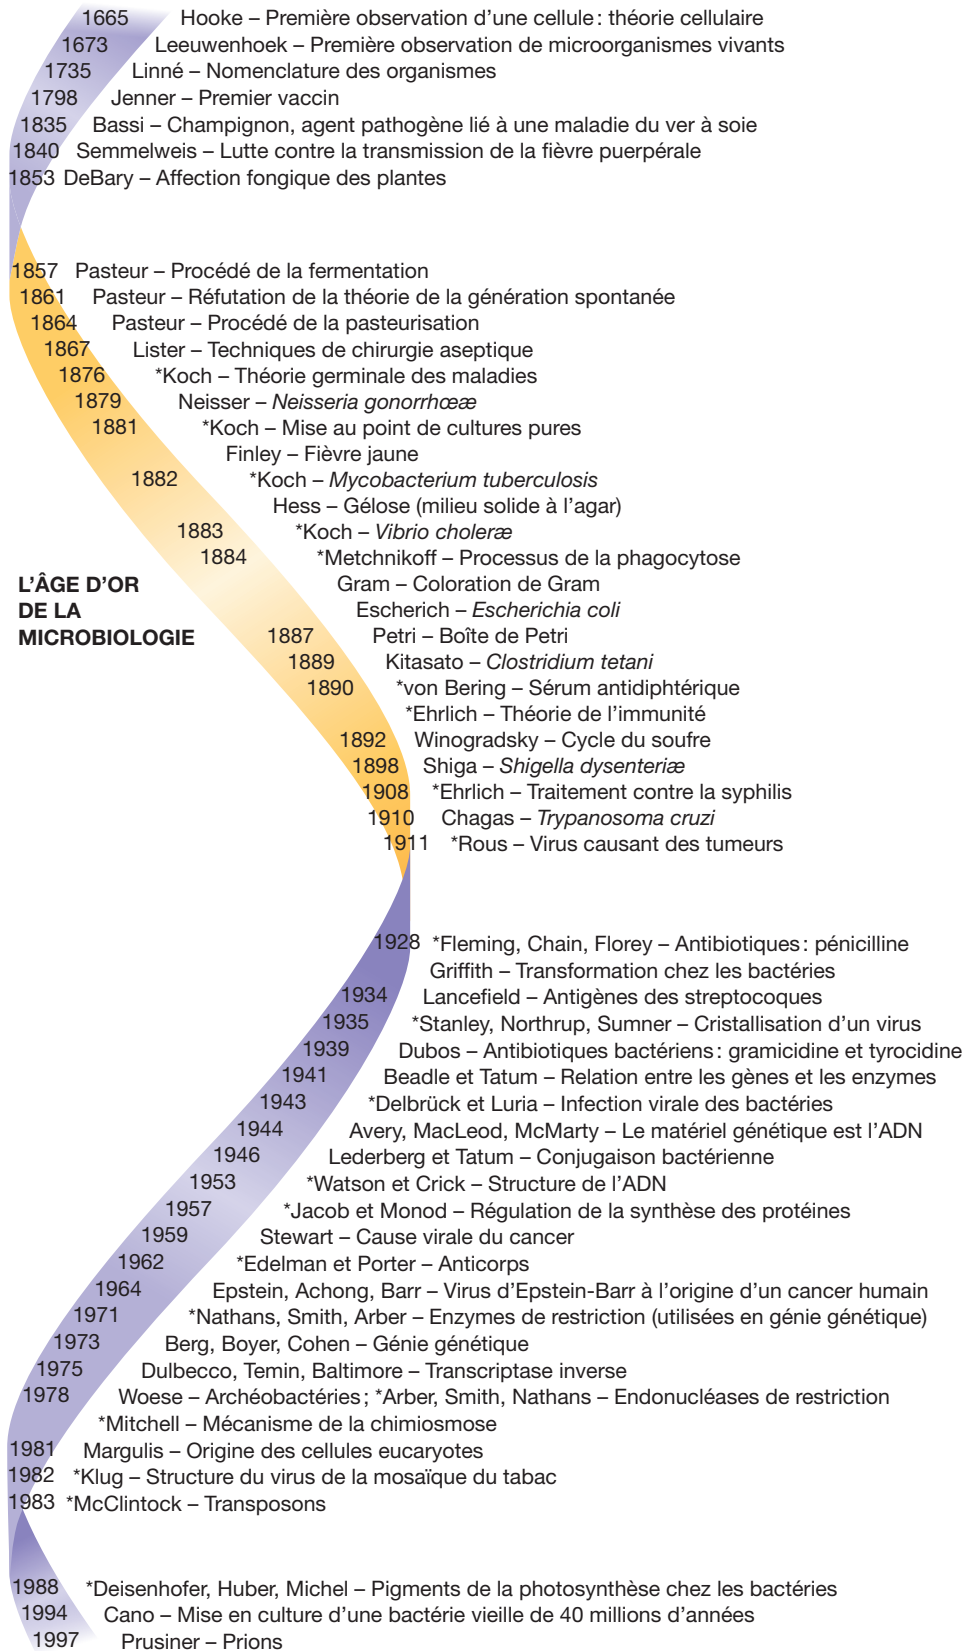 1665 Hooke – Première observation d’une cellule : théorie cellulaire
1673 Leeuwenhoek – Première observation de microorganismes vivants
1735 Linné – Nomenclature des organismes
1798 Jenner – Premier vaccin
1835 Bassi – Champignon, agent pathogène lié à une maladie du ver à soie
1840 Semmelweis – Lutte contre la transmission de la fièvre puerpérale
1853 DeBary – Affection fongique des plantes
1857 Pasteur – Procédé de la fermentation
1861 Pasteur – Réfutation de la théorie de la génération spontanée
1864 Pasteur – Procédé de la pasteurisation
1867 Lister – Techniques de chirurgie aseptique
1876 *Koch – Théorie germinale des maladies
1879 Neisser – Neisseria gonorrhœæ
1881 *Koch – Mise au point de cultures pures
Finley – Fièvre jaune
1882 *Koch – Mycobacterium tuberculosis
Hess – Gélose (milieu solide à l’agar)
1883 *Koch – Vibrio choleræ
1884 *Metchnikoff – Processus de la phagocytose
Gram – Coloration de Gram
Escherich – Escherichia coli
L’ÂGE D’OR
DE LA
MICROBIOLOGIE
1887 Petri – Boîte de Petri
1889 Kitasato – Clostridium tetani
1890 *von Bering – Sérum antidiphtérique
*Ehrlich – Théorie de l’immunité
1892 Winogradsky – Cycle du soufre
1898 Shiga – Shigella dysenteriæ
1908 *Ehrlich – Traitement contre la syphilis
1910 Chagas – Trypanosoma cruzi
1911 *Rous – Virus causant des tumeurs
1928 *Fleming, Chain, Florey – Antibiotiques : pénicilline
Griffith – Transformation chez les bactéries
1934 Lancefield – Antigènes des streptocoques
1935 *Stanley, Northrup, Sumner – Cristallisation d’un virus
1939 Dubos – Antibiotiques bactériens : gramicidine et tyrocidine
1941 Beadle et Tatum – Relation entre les gènes et les enzymes
1943 *Delbrück et Luria – Infection virale des bactéries
1944 Avery, MacLeod, McMarty – Le matériel génétique est l’ADN
1946 Lederberg et Tatum – Conjugaison bactérienne
1953 *Watson et Crick – Structure de l’ADN
1957 *Jacob et Monod – Régulation de la synthèse des protéines
1959 Stewart – Cause virale du cancer
1962 *Edelman et Porter – Anticorps
1964 Epstein, Achong, Barr – Virus d’Epstein-Barr à l’origine d’un cancer humain
1971 *Nathans, Smith, Arber – Enzymes de restriction (utilisées en génie génétique)
1973 Berg, Boyer, Cohen – Génie génétique
1975 Dulbecco, Temin, Baltimore – Transcriptase inverse
1978 Woese – Archéobactéries ; *Arber, Smith, Nathans – Endonucléases de restriction
*Mitchell – Mécanisme de la chimiosmose
1981 Margulis – Origine des cellules eucaryotes
1982 *Klug – Structure du virus de la mosaïque du tabac
1983 *McClintock – Transposons
1988 *Deisenhofer, Huber, Michel – Pigments de la photosynthèse chez les bactéries
1994 Cano – Mise en culture d’une bactérie vieille de 40 millions d’années
1997 Prusiner – Prions